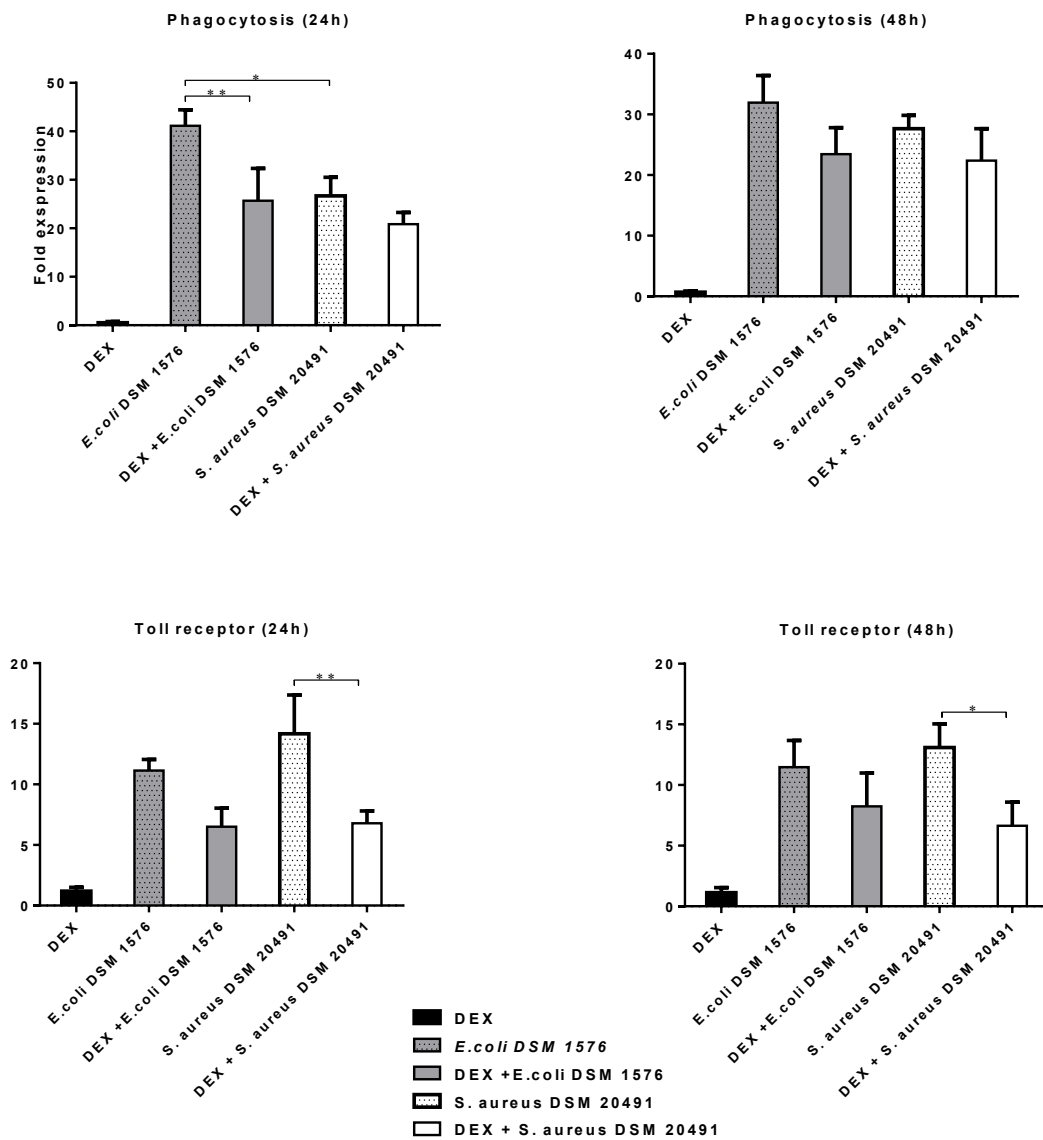 Phagocytosis (24h)
Fold exspression
50
40
30
20
10
0
*
**
DEX
E.coli DSM 1576
DEX +E.coli DSM 1576
S. aureus DSM 20491
DEX + S. aureus DSM 20491
Phagocytosis (48h)
40
30
20
10
0
DEX
E.coli DSM 1576
DEX +E.coli DSM 1576
S. aureus DSM 20491
DEX + S. aureus DSM 20491
Toll receptor (24h)
20
15
10
5
0
**
DEX
E.coli DSM 1576
DEX +E.coli DSM 1576
S. aureus DSM 20491
DEX + S. aureus DSM 20491
Toll receptor (48h)
20
15
10
5
0
*
DEX
E.coli DSM 1576
DEX +E.coli DSM 1576
S. aureus DSM 20491
DEX + S. aureus DSM 20491
DEX
E.coli DSM 1576
DEX +E.coli DSM 1576
S. aureus DSM 20491
DEX + S. aureus DSM 20491